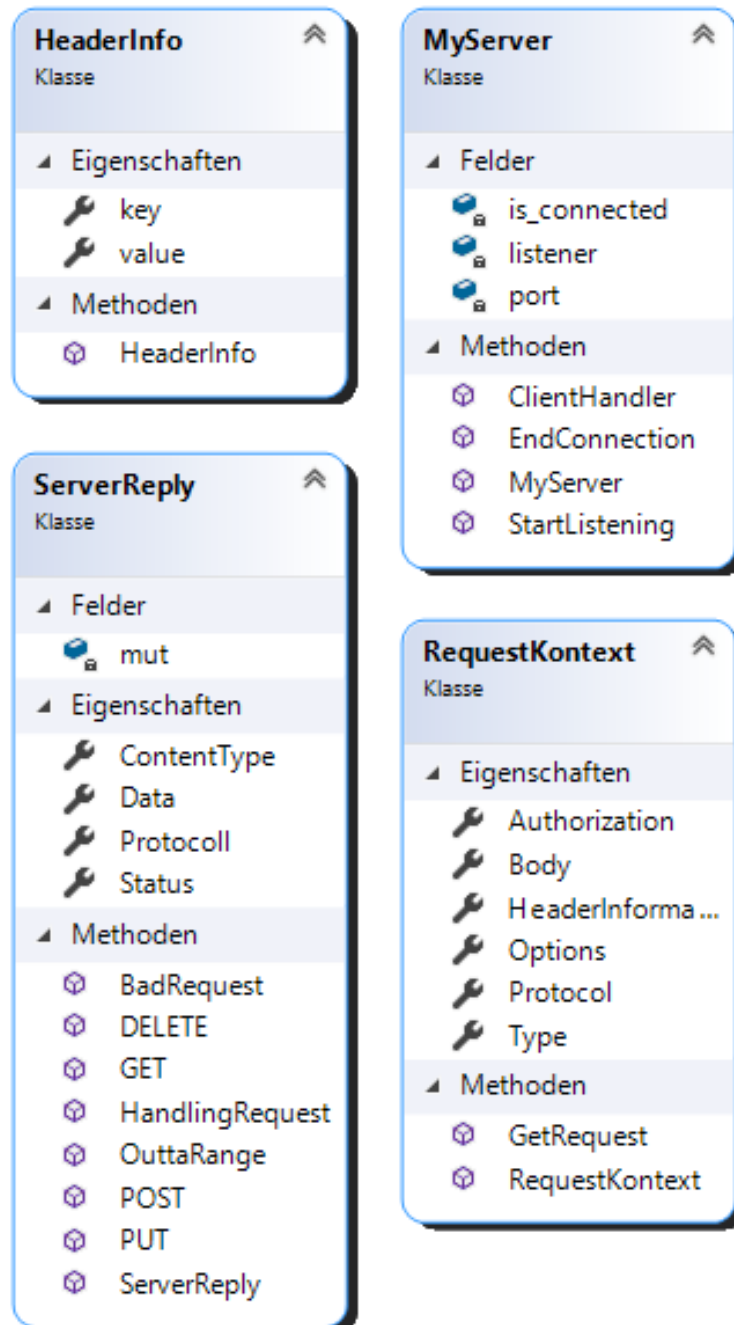 HeaderInfo
Klasse
Eigenschaften
key
value
Methoden
HeaderInfo
MyServer
Klasse
Felder
is_connected
listener
port
Methoden
ClientHandler
EndConnection
MyServer
StartListening
ServerReply
Klasse
Felder
mut
Eigenschaften
ContentType
Data
Protocoll
Status
Methoden
BadRequest
DELETE
GET
HandlingRequest
OuttaRange
POST
PUT
ServerReply
RequestKontext
Klasse
Eigenschaften
Authorization
Body
HeaderInforma...
Options
Protocol
Type
Methoden
GetRequest
RequestKontext